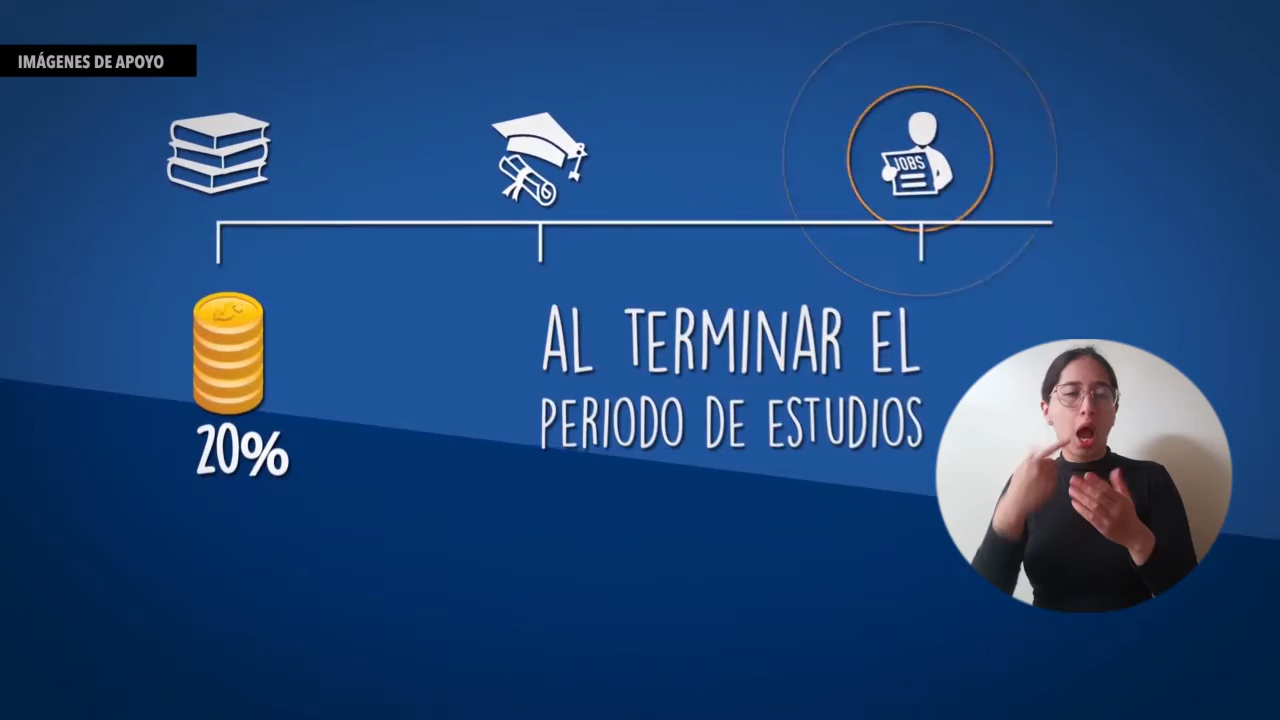 IMÁGENES DE APOYO
JOBS
AL TERMINAR EL
PERIODO DE ESTUDIOS
20%